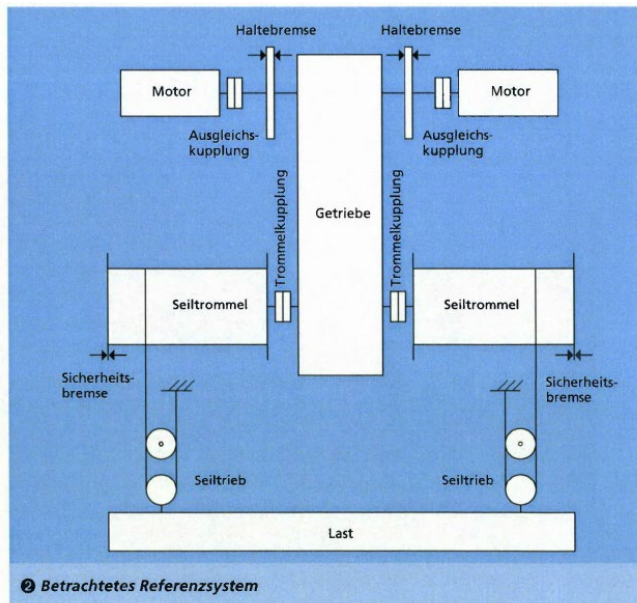 Haltebremse
Haltebremse
Motor
Motor
Ausgleichs-
kupplung
Ausgleichs-
kupplung
Trommelkupplung
Getriebe
Trommelkupplung
Seiltrommel
Seiltrommel
Sicherheits-
bremse
Sicherheits-
bremse
Seiltrieb
Seiltrieb
Last
❷ Betrachtetes Referenzsystem